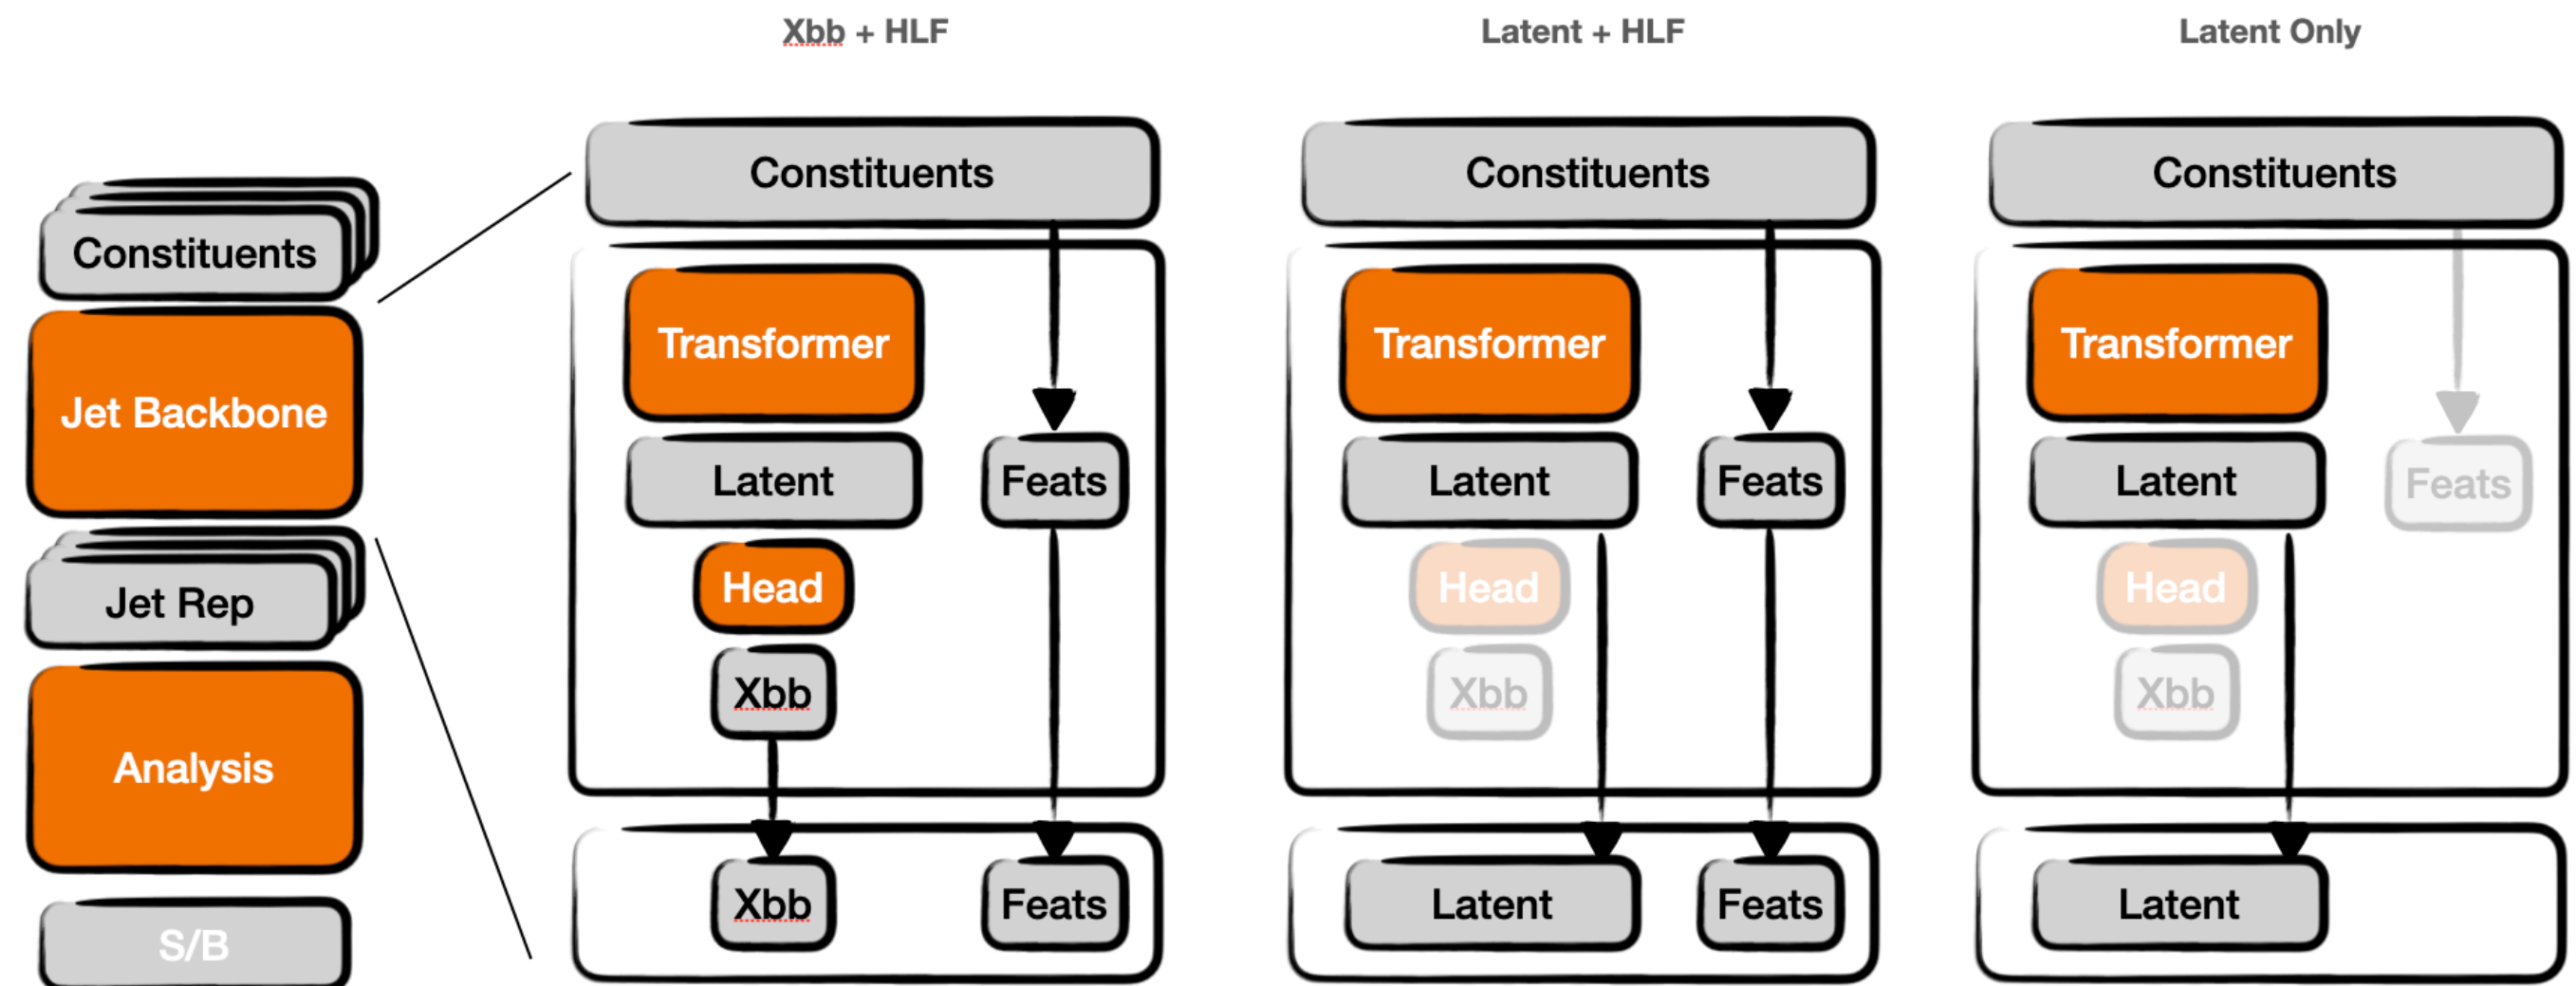 Xbb + HLF
Latent + HLF
Latent Only
Constituents
Jet Backbone
Jet Rep
Analysis
S/B
Constituents
Transformer
Latent
Feats
Head
Xbb
Xbb
Feats
Constituents
Transformer
Latent
Feats
Head
Xbb
Latent
Feats
Constituents
Transformer
Latent
Feats
Head
Xbb
Latent